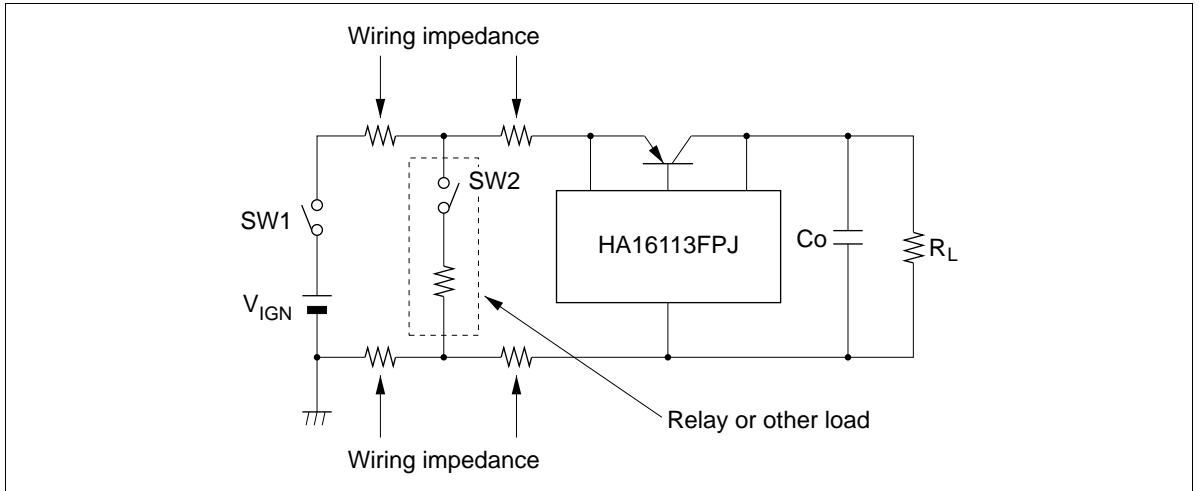 Wiring impedance
SW2
SW1
HA16113FPJ
Co
RL
VIGN
Relay or other load
Wiring impedance